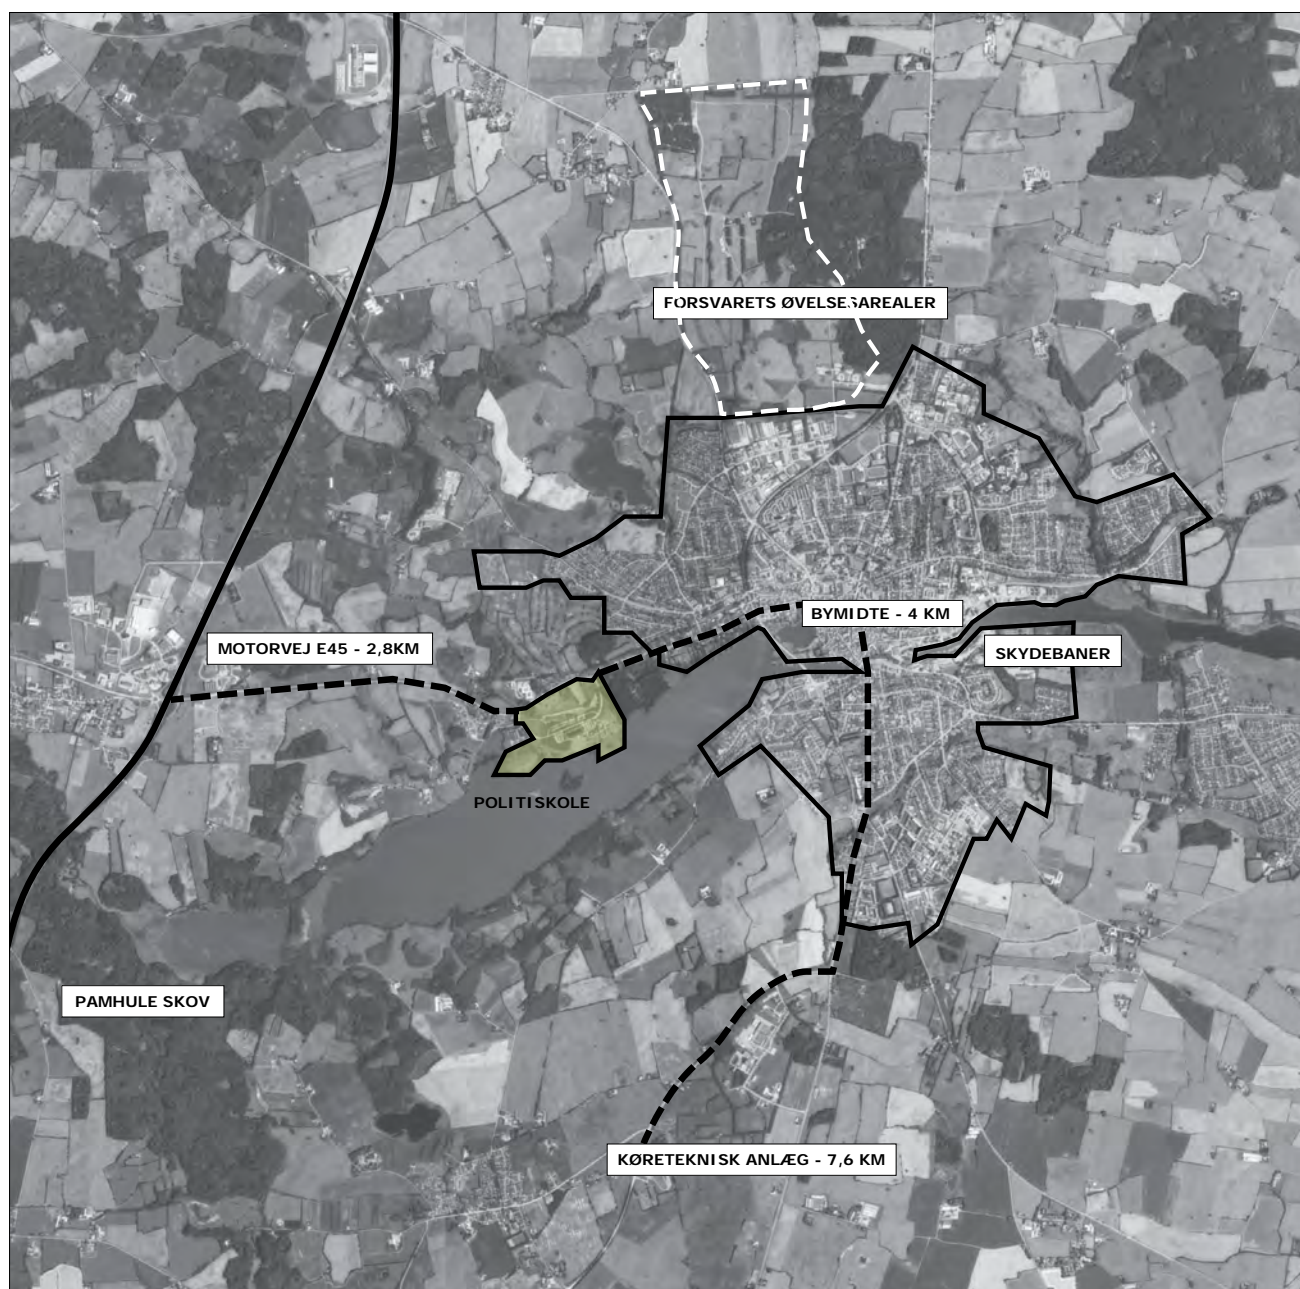 FORSVARETS ØVELSESAREALER
BYMIDTE - 4 KM
MOTORVEJ E45 - 2,8KM
SKYDEBANER
POLITISKOLE
PAMHULE SKOV
KØRETEKNISK ANLÆG - 7,6 KM